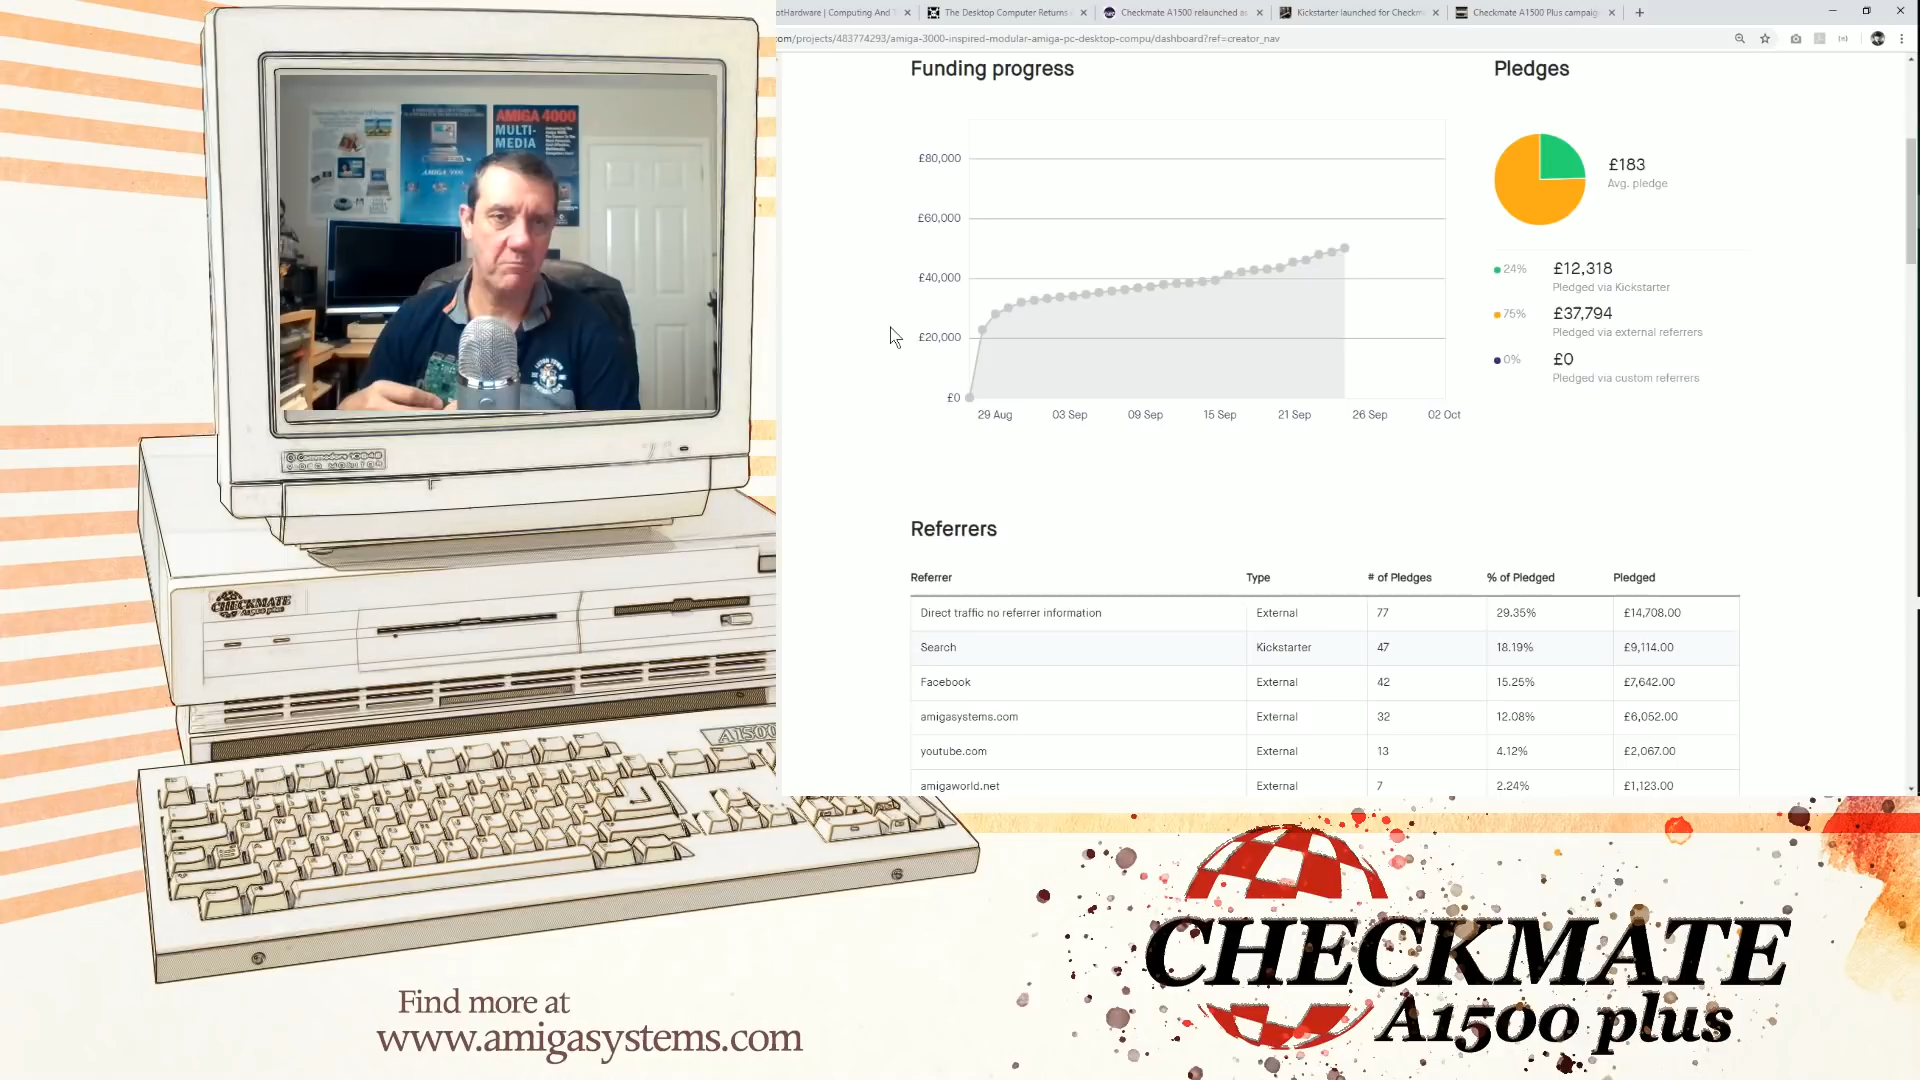 otHardware | Computing And T
The Desktop Computer Returns
Checkmate A1500 relaunched as
Kickstarter launched for Checkm
Checkmate A1500 Plus campaig
om/projects/483774293/amiga-3000-inspired-modular-amiga-pc-desktop-compu/dashboard?ref=creator_nav
Funding progress
£80,000
£60,000
£40,000
£20,000
£0
29 Aug 03 Sep 09 Sep 15 Sep 21 Sep 26 Sep 02 Oct
Pledges
£183
Avg. pledge
24% £12,318
Pledged via Kickstarter
75% £37,794
Pledged via external referrers
0% £0
Pledged via custom referrers
Referrers
Referrer Type # of Pledges % of Pledged Pledged
Direct traffic no referrer information External 77 29.35% £14,708.00
Search Kickstarter 47 18.19% £9,114.00
Facebook External 42 15.25% £7,642.00
amigasystems.com External 32 12.08% £6,052.00
youtube.com External 13 4.12% £2,067.00
amigaworld.net External 7 2.24% £1,123.00
AMIGA 4000
MULTI-
MEDIA
CHECKMATE
A1500 plus
A1500
Find more at
www.amigasystems.com
CHECKMATE
A1500 plus